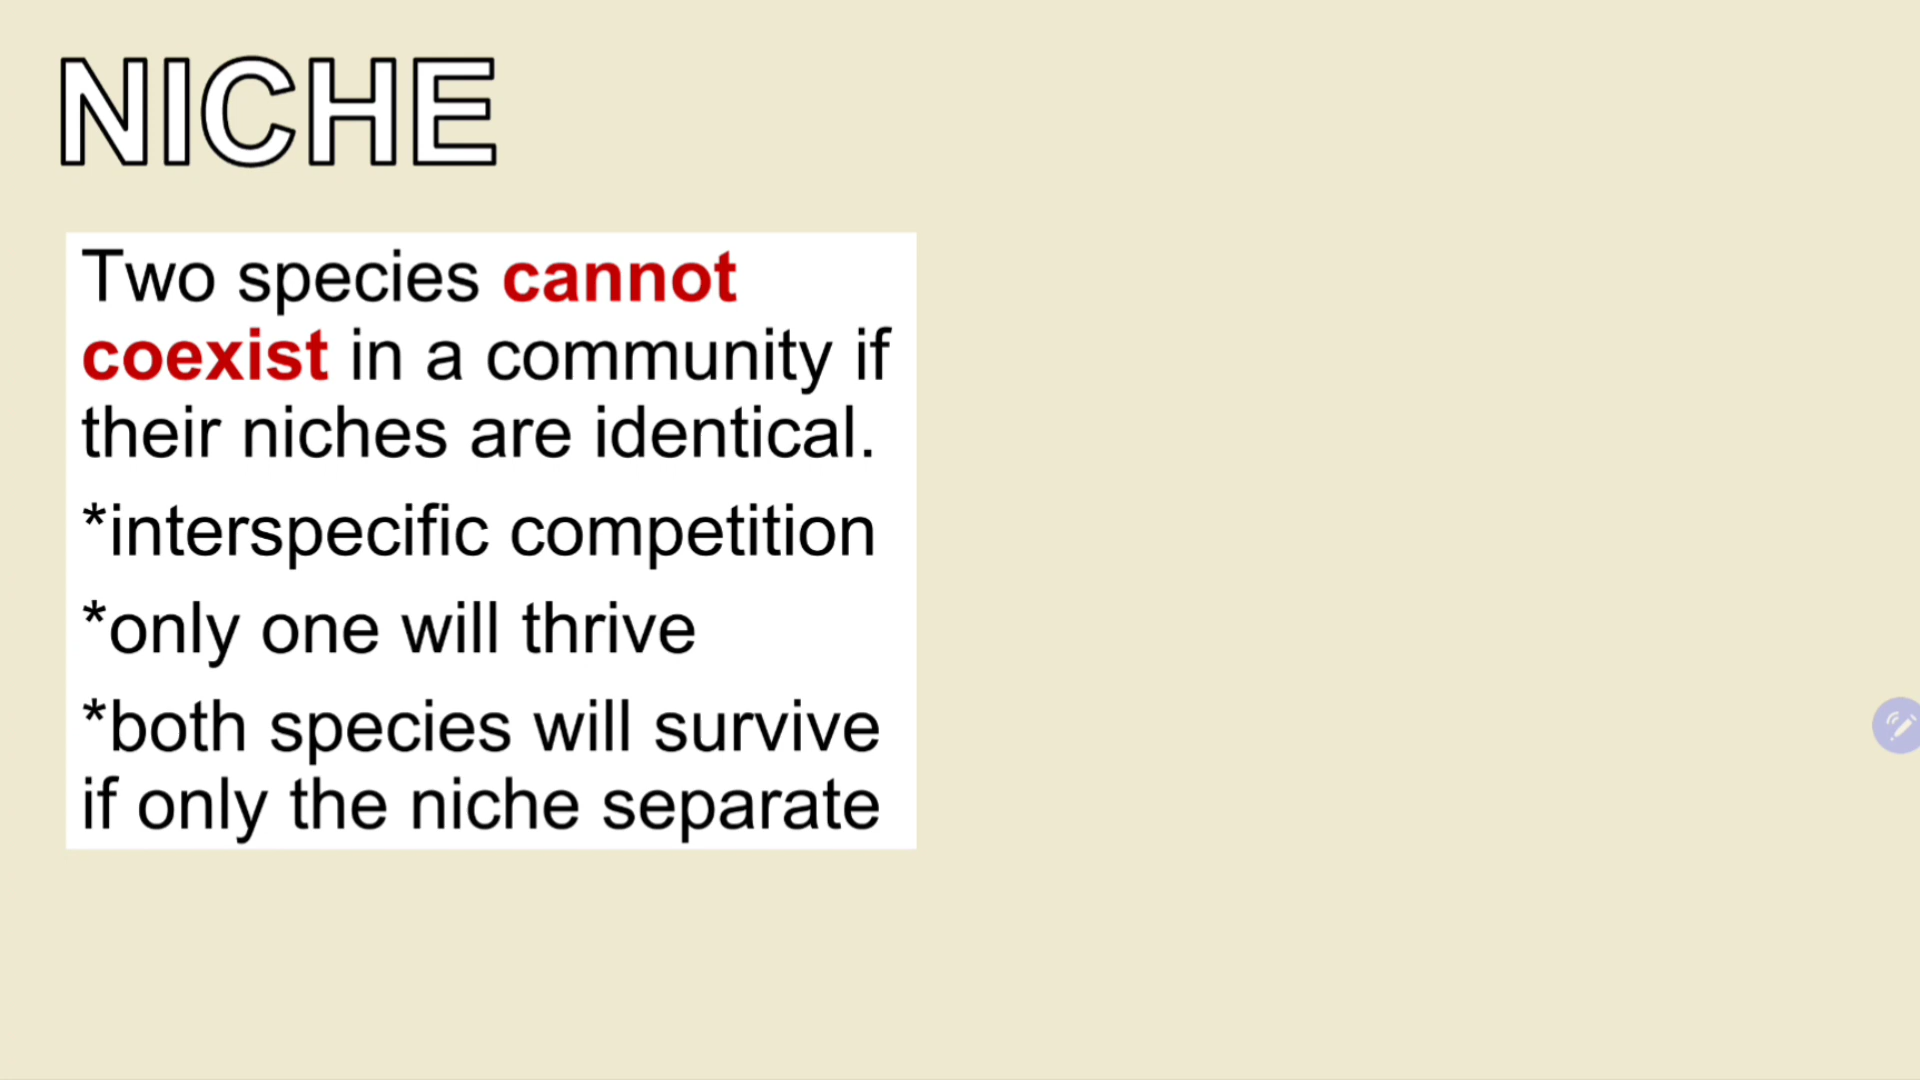 NICHE
Two species cannot
coexist in a community if
their niches are identical.
*interspecific competition
*only one will thrive
*both species will survive
if only the niche separate